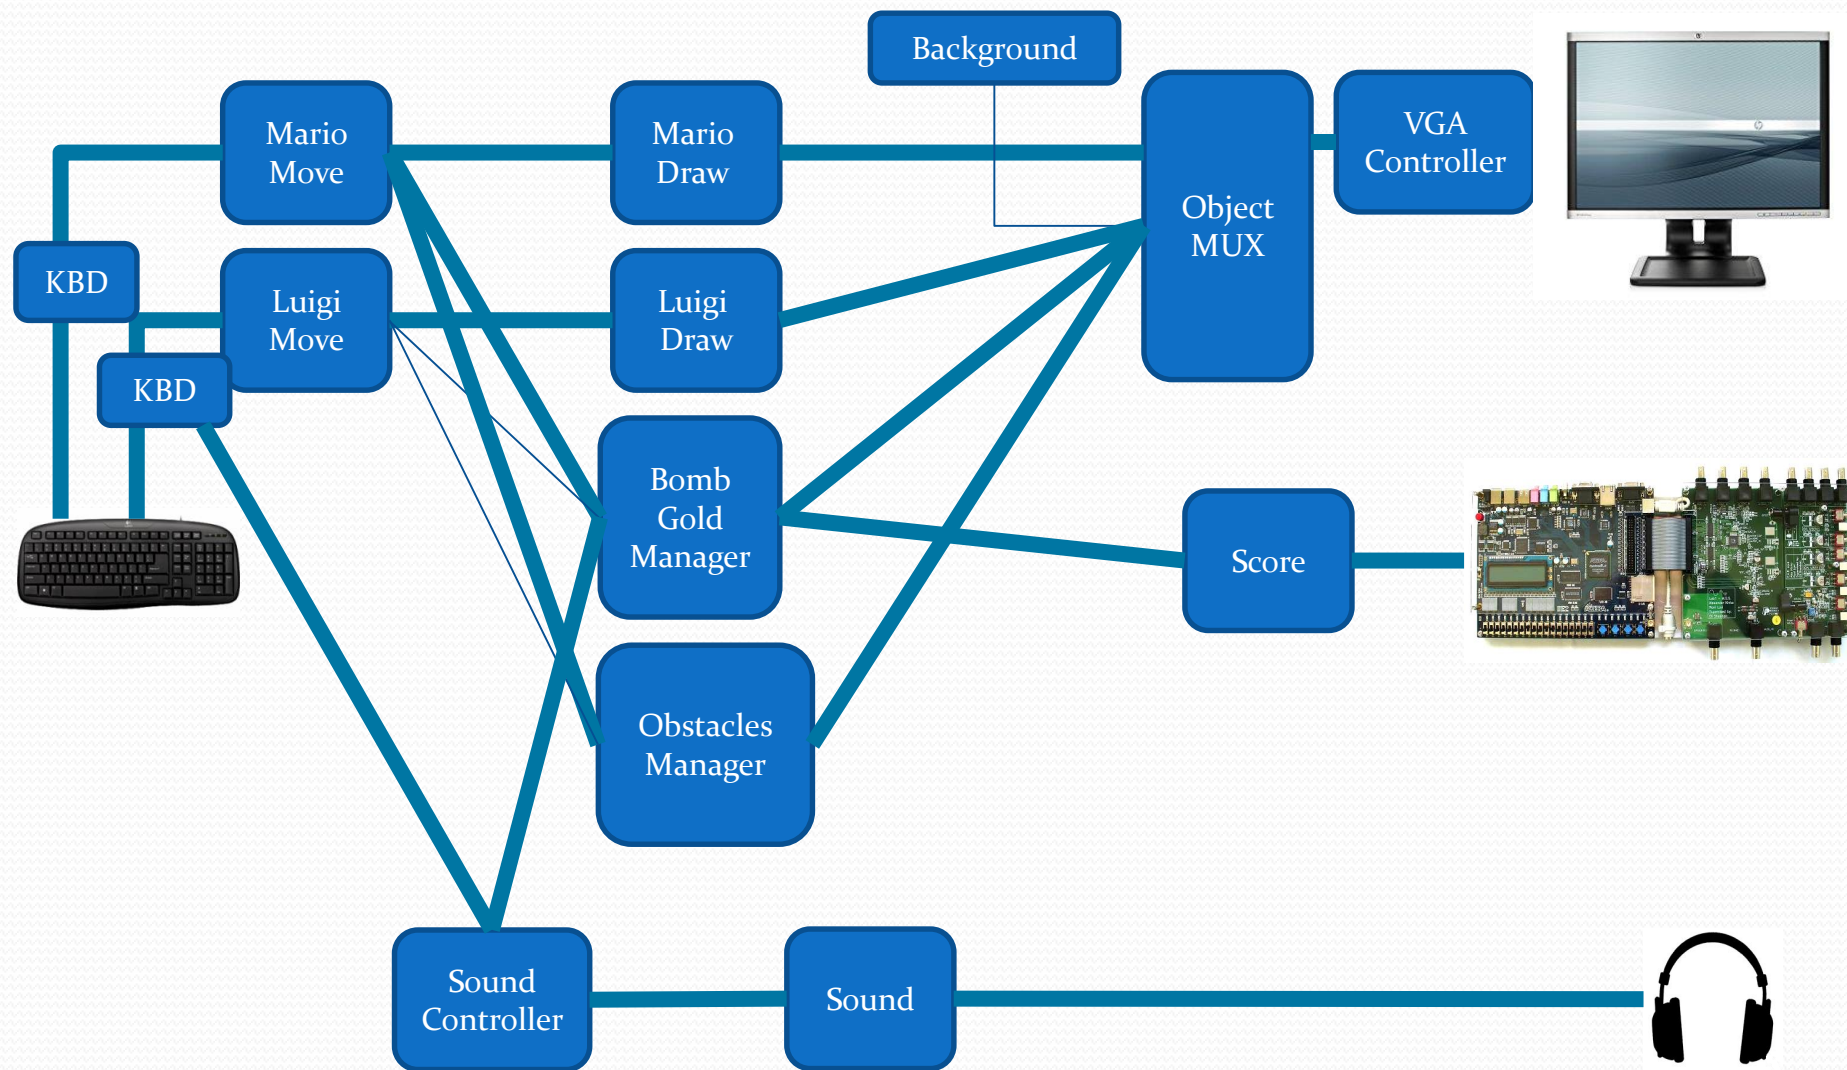 Background
Mario
Move
Mario
Draw
VGA
Controller
Object
MUX
KBD
Luigi
Move
Luigi
Draw
KBD
Bomb
Gold
Manager
Score
Obstacles
Manager
Sound
Controller
Sound